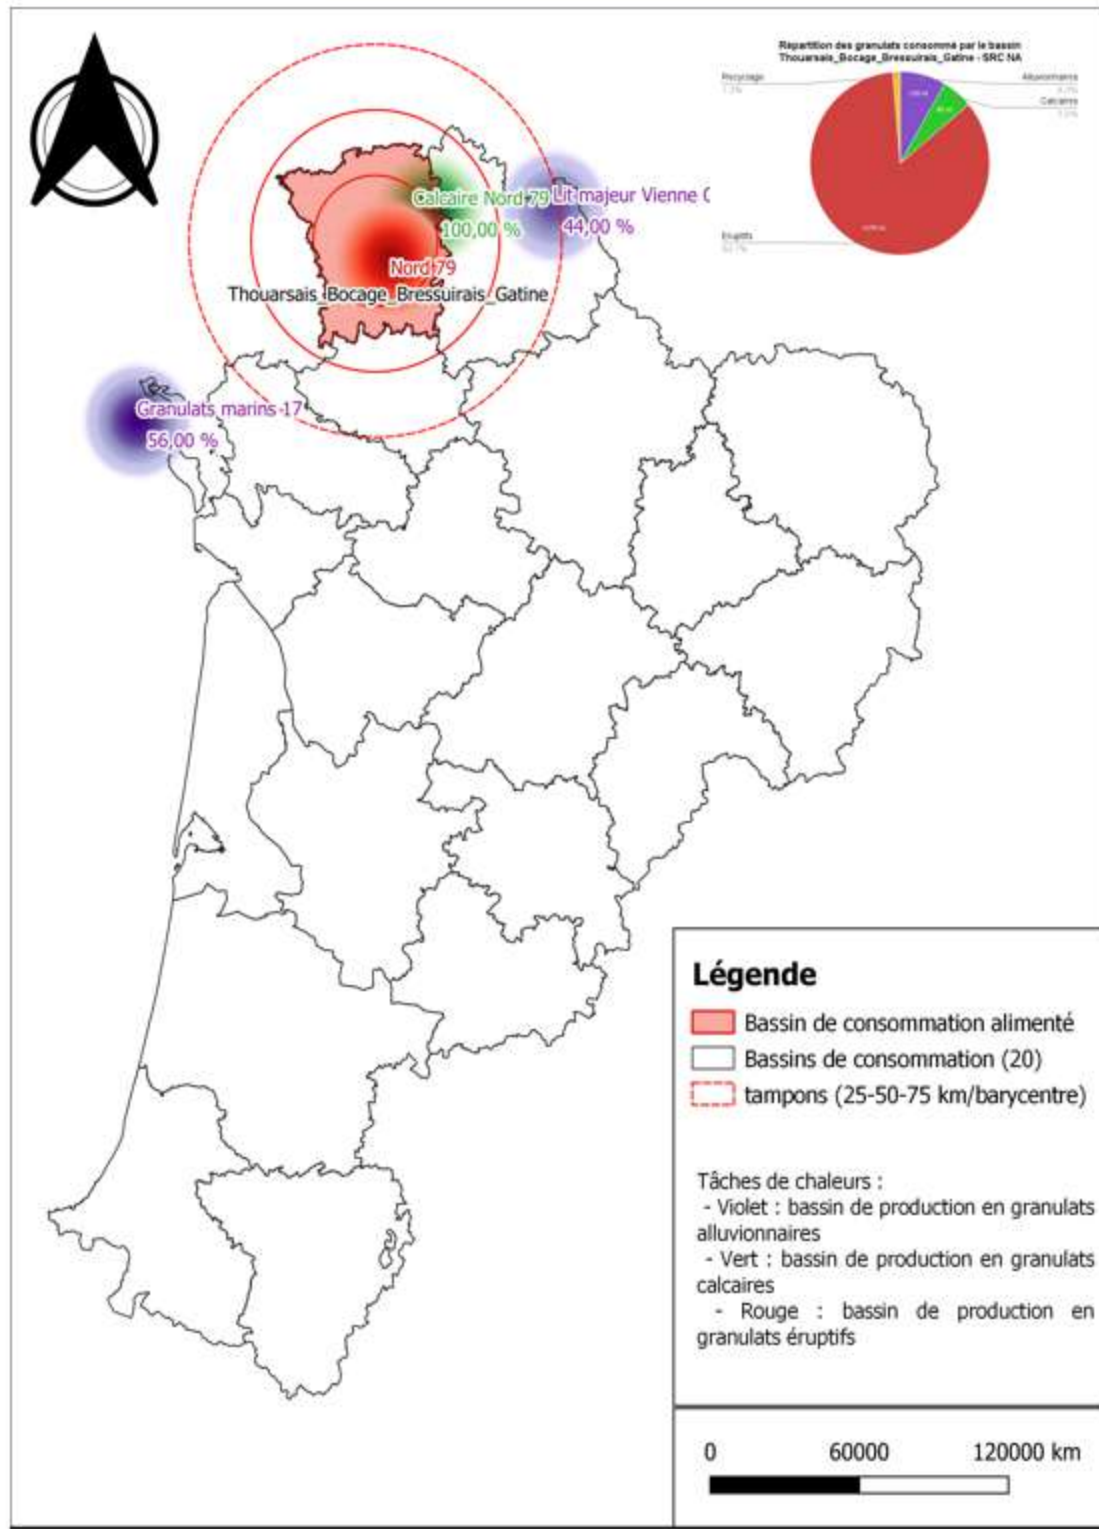 Repartition des granulats consommé par le bassin
Thouarsais_Bocage_Bressuirais_Gatine - SRC NA
Recyclage
Alluvionnaires
Calcaires
Eruptifs
Calcaire Nord 79
100,00 %
Lit majeur Vienne
44,00 %
Nord 79
Thouarsais_Bocage_Bressuirais_Gatine
Granulats marins 17
56,00 %
Légende
Bassin de consommation alimenté
Bassins de consommation (20)
tampons (25-50-75 km/barycentre)
Tâches de chaleurs :
- Violet : bassin de production en granulats
alluvionnaires
- Vert : bassin de production en granulats
calcaires
- Rouge : bassin de production en
granulats éruptifs
0 60000 120000 km